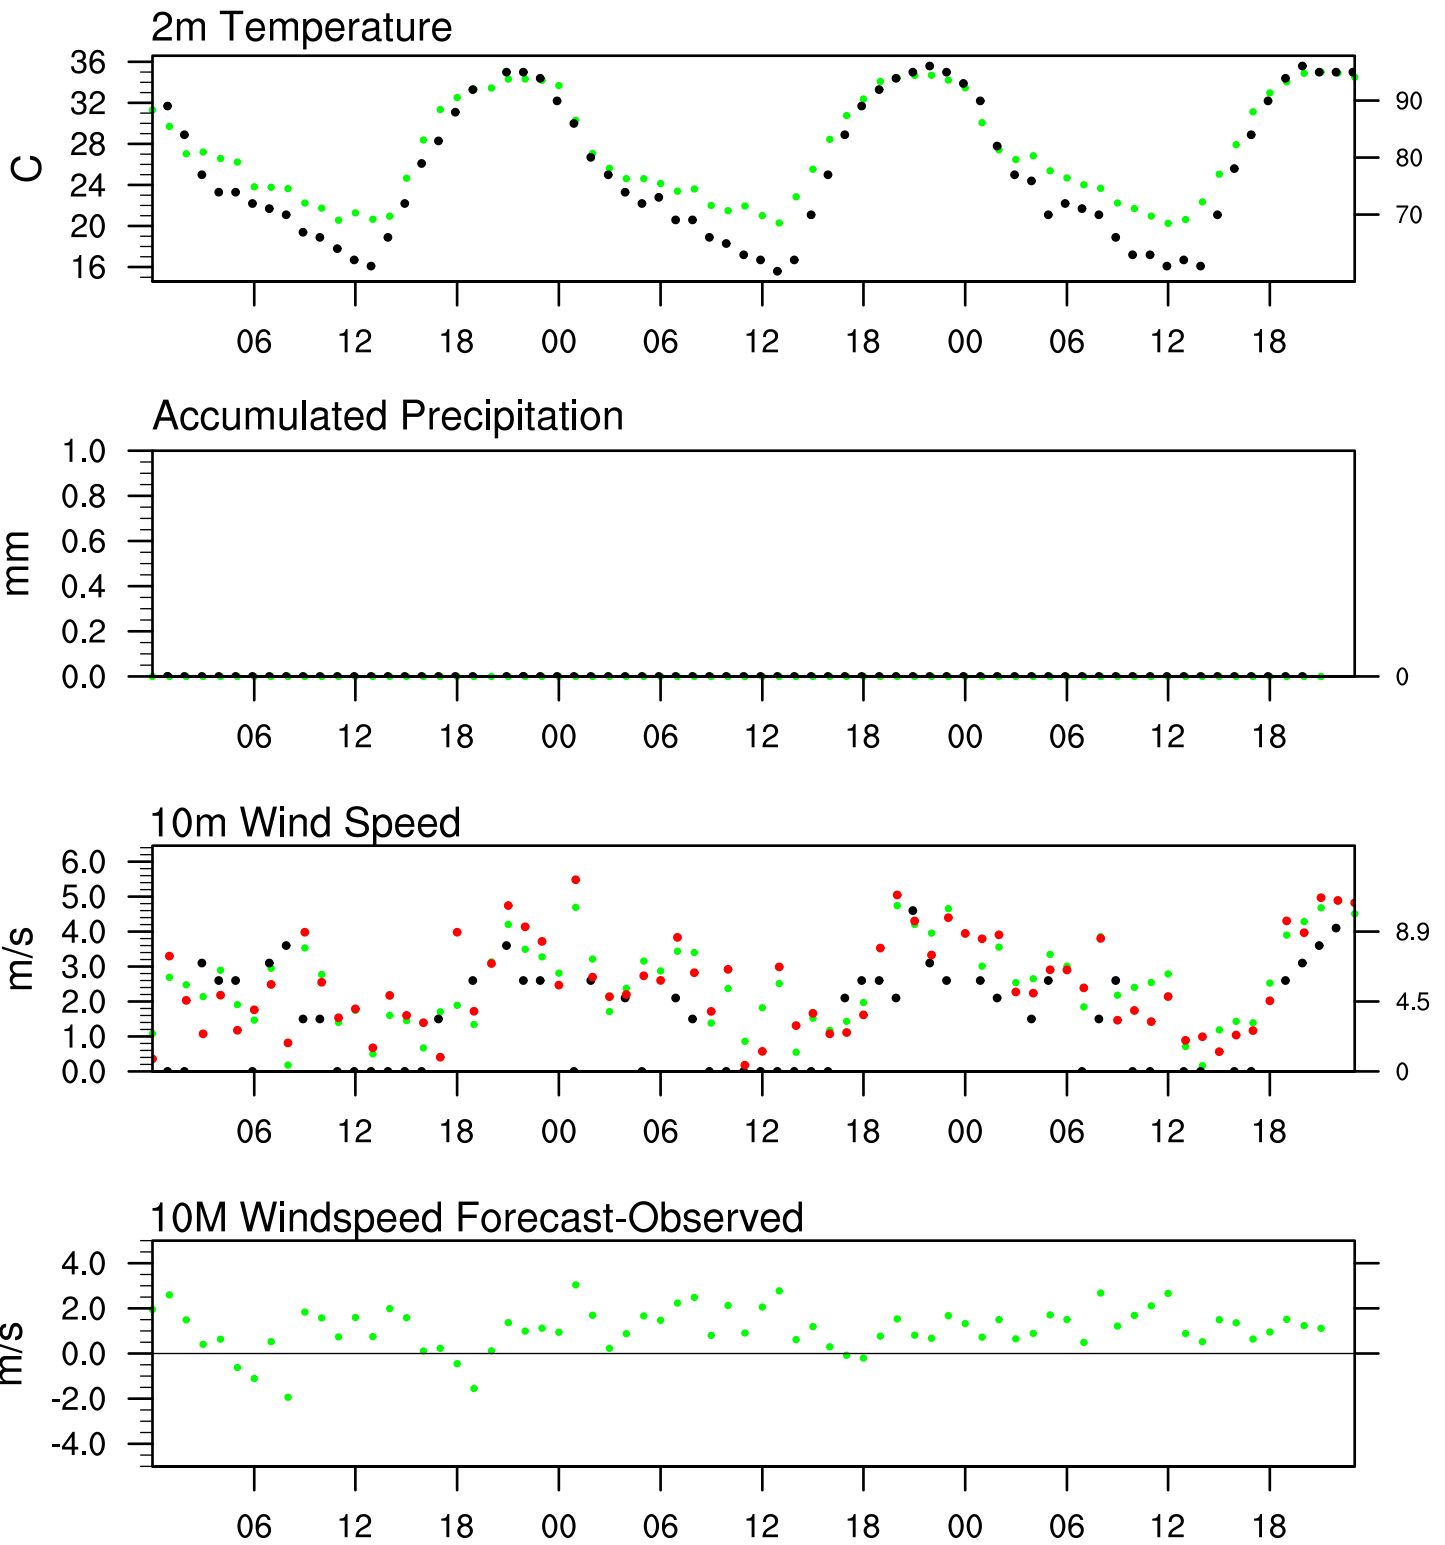 2m Temperature
36
32
28
24
20
16
C
90
80
70
06 12 18 00 06 12 18 00 06 12 18
Accumulated Precipitation
1.0
0.8
0.6
0.4
0.2
0.0
mm
0
06 12 18 00 06 12 18 00 06 12 18
10m Wind Speed
6.0
5.0
4.0
3.0
2.0
1.0
0.0
m/s
8.9
4.5
0
06 12 18 00 06 12 18 00 06 12 18
10M Windspeed Forecast-Observed
4.0
2.0
0.0
-2.0
-4.0
m/s
06 12 18 00 06 12 18 00 06 12 18